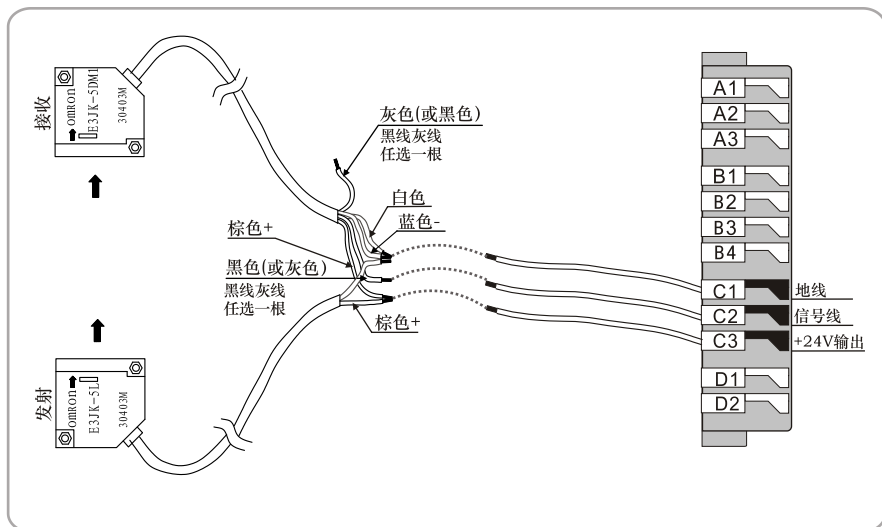 接收
omron
E3JK-5DM1
30403M
灰色(或黑色)
黑线灰线
任选一根
白色
蓝色-
棕色+
黑色(或灰色)
黑线灰线
任选一根
棕色+
发射
omron
E3JK-5L
30403M
A1
A2
A3
B1
B2
B3
B4
C1 地线
C2 信号线
C3 +24V输出
D1
D2